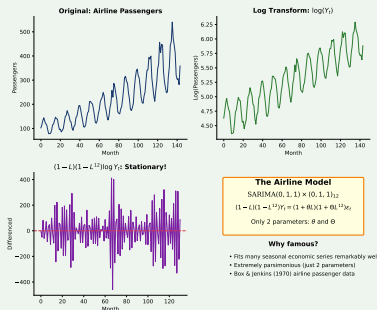 Original: Airline Passengers
Passengers
500
400
300
200
100
0 20 40 60 80 100 120 140
Month
Log Transform: log(Yₜ)
Log(Passengers)
6.25
6.00
5.75
5.50
5.25
5.00
4.75
4.50
0 20 40 60 80 100 120 140
Month
(1 − L)(1 − L¹²)log Yₜ: Stationary!
Differenced
400
200
0
−200
−400
0 20 40 60 80 100 120
Month
The Airline Model
SARIMA(0, 1, 1) × (0, 1, 1)₁₂
(1 − L)(1 − L¹²)Yₜ = (1 + θL)(1 + ΘL¹²)εₜ
Only 2 parameters: θ and Θ
Why famous?
• Fits many seasonal economic series remarkably wel
• Extremely parsimonious (just 2 parameters)
• Box & Jenkins (1970) airline passenger data